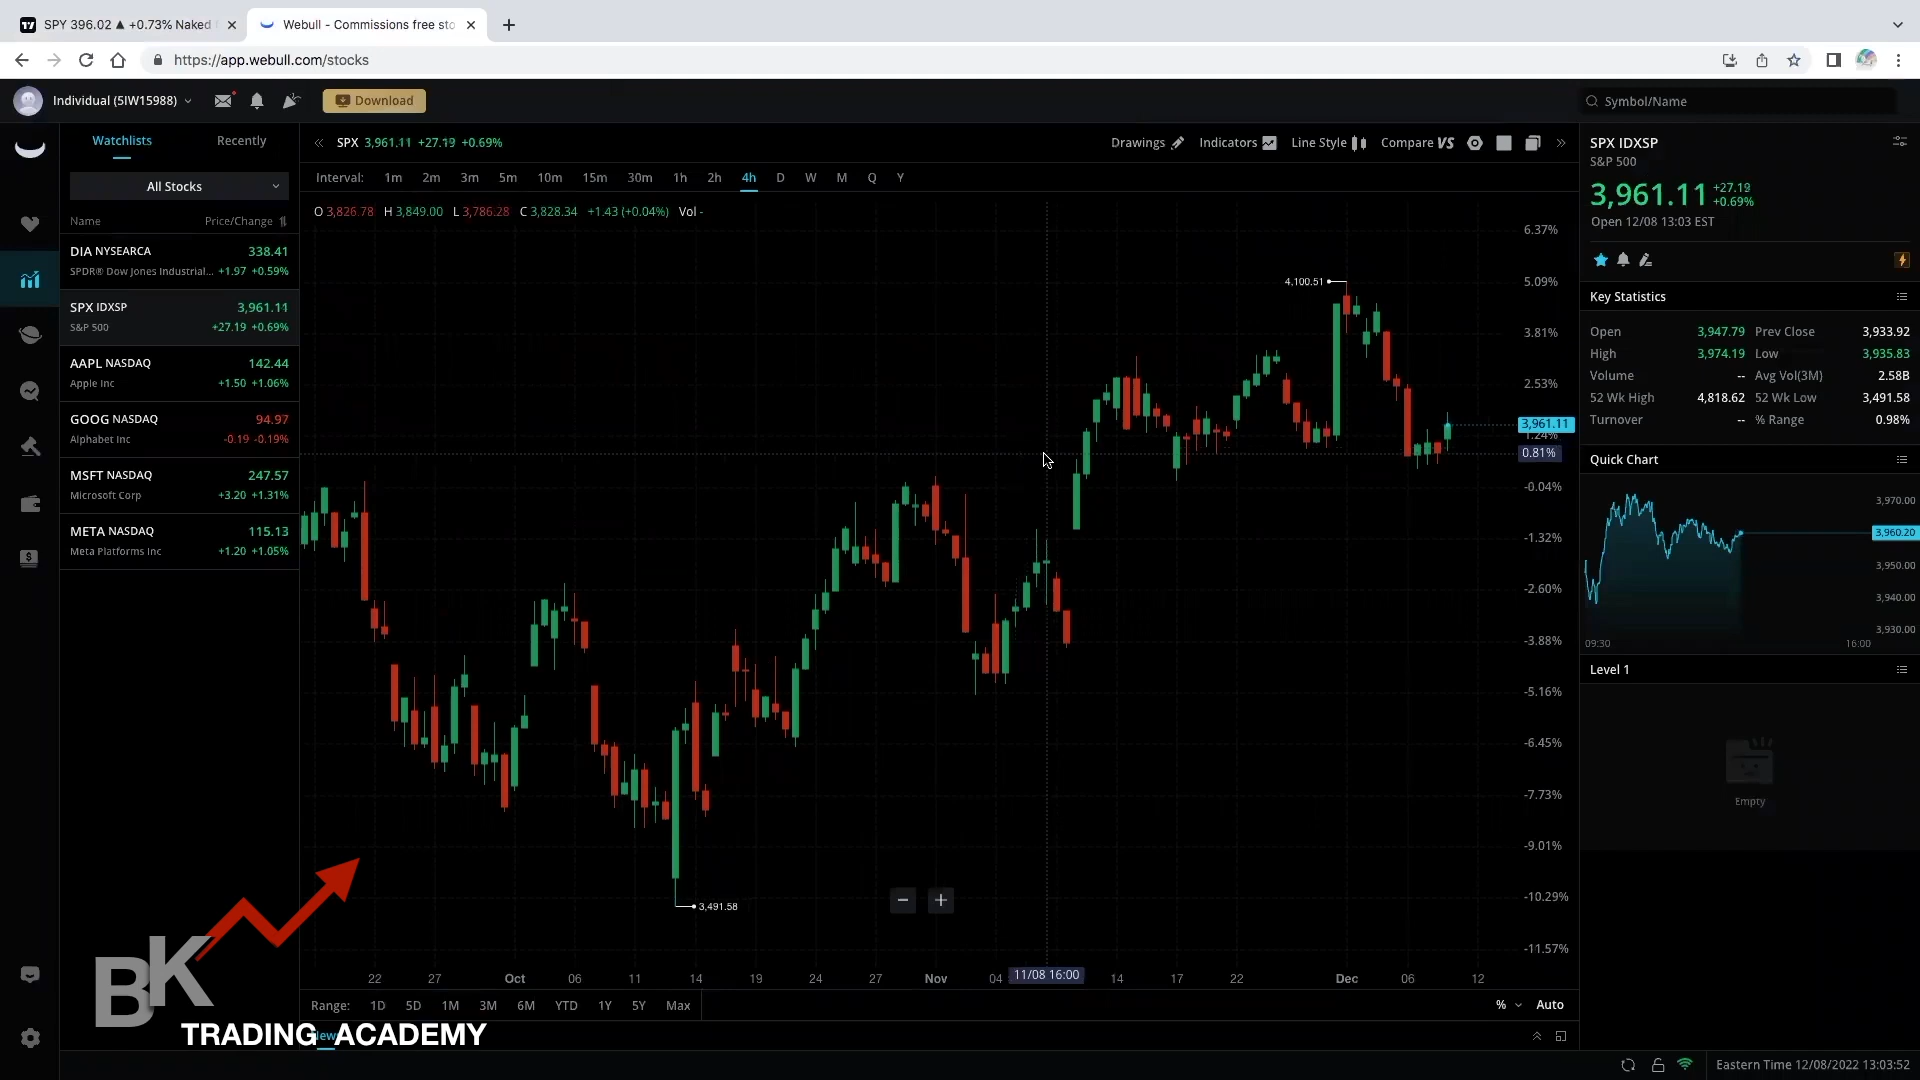 SPY 396.02 ▲ +0.73% Naked
Webull - Commissions free sto
https://app.webull.com/stocks
Individual (5IW15988)
Download
Symbol/Name
Watchlists Recently
All Stocks
Name Price/Change
DIA NYSEARCA 338.41
SPDR® Dow Jones Industrial... +1.97 +0.59%
SPX IDXSP 3,961.11
S&P 500 +27.19 +0.69%
AAPL NASDAQ 142.44
Apple Inc +1.50 +1.06%
GOOG NASDAQ 94.97
Alphabet Inc -0.19 -0.19%
MSFT NASDAQ 247.57
Microsoft Corp +3.20 +1.31%
META NASDAQ 115.13
Meta Platforms Inc +1.20 +1.05%
SPX 3,961.11 +27.19 +0.69%
Drawings Indicators Line Style Compare VS
Interval: 1m 2m 3m 5m 10m 15m 30m 1h 2h 4h D W M Q Y
O 3,826.78 H 3,849.00 L 3,786.28 C 3,828.34 +1.43 (+0.04%) Vol -
6.37%
5.09%
3.81%
2.53%
3,961.11
1.24%
0.81%
-0.04%
-1.32%
-2.60%
-3.88%
-5.16%
-6.45%
-7.73%
-9.01%
-10.29%
-11.57%
4,100.51
3,491.58
22 27 Oct 06 11 14 19 24 27 Nov 04 11/08 16:00 14 17 22 Dec 06 12
Range: 1D 5D 1M 3M 6M YTD 1Y 5Y Max
% Auto
BK
TRADING ACADEMY
SPX IDXSP
S&P 500
3,961.11 +27.19
+0.69%
Open 12/08 13:03 EST
Key Statistics
Open 3,947.79 Prev Close 3,933.92
High 3,974.19 Low 3,935.83
Volume -- Avg Vol(3M) 2.58B
52 Wk High 4,818.62 52 Wk Low 3,491.58
Turnover -- % Range 0.98%
Quick Chart
3,970.00
3,960.20
3,950.00
3,940.00
3,930.00
09:30 16:00
Level 1
Empty
Eastern Time 12/08/2022 13:03:52